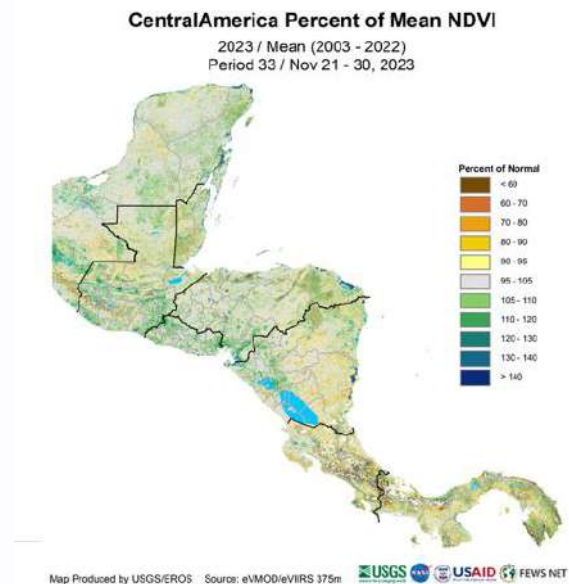 CentralAmerica Percent of Mean NDVI
2023 / Mean (2003 - 2022)
Period 33 / Nov 21 - 30, 2023
Percent of Normal
< 60
60 - 70
70 - 80
80 - 90
90 - 95
95 - 105
105 - 110
110 - 120
120 - 130
130 - 140
> 140
Map Produced by USGS/EROS Source: eVMOD/eVIIRS 375m
USGS
NASA
USAID
FEWS NET